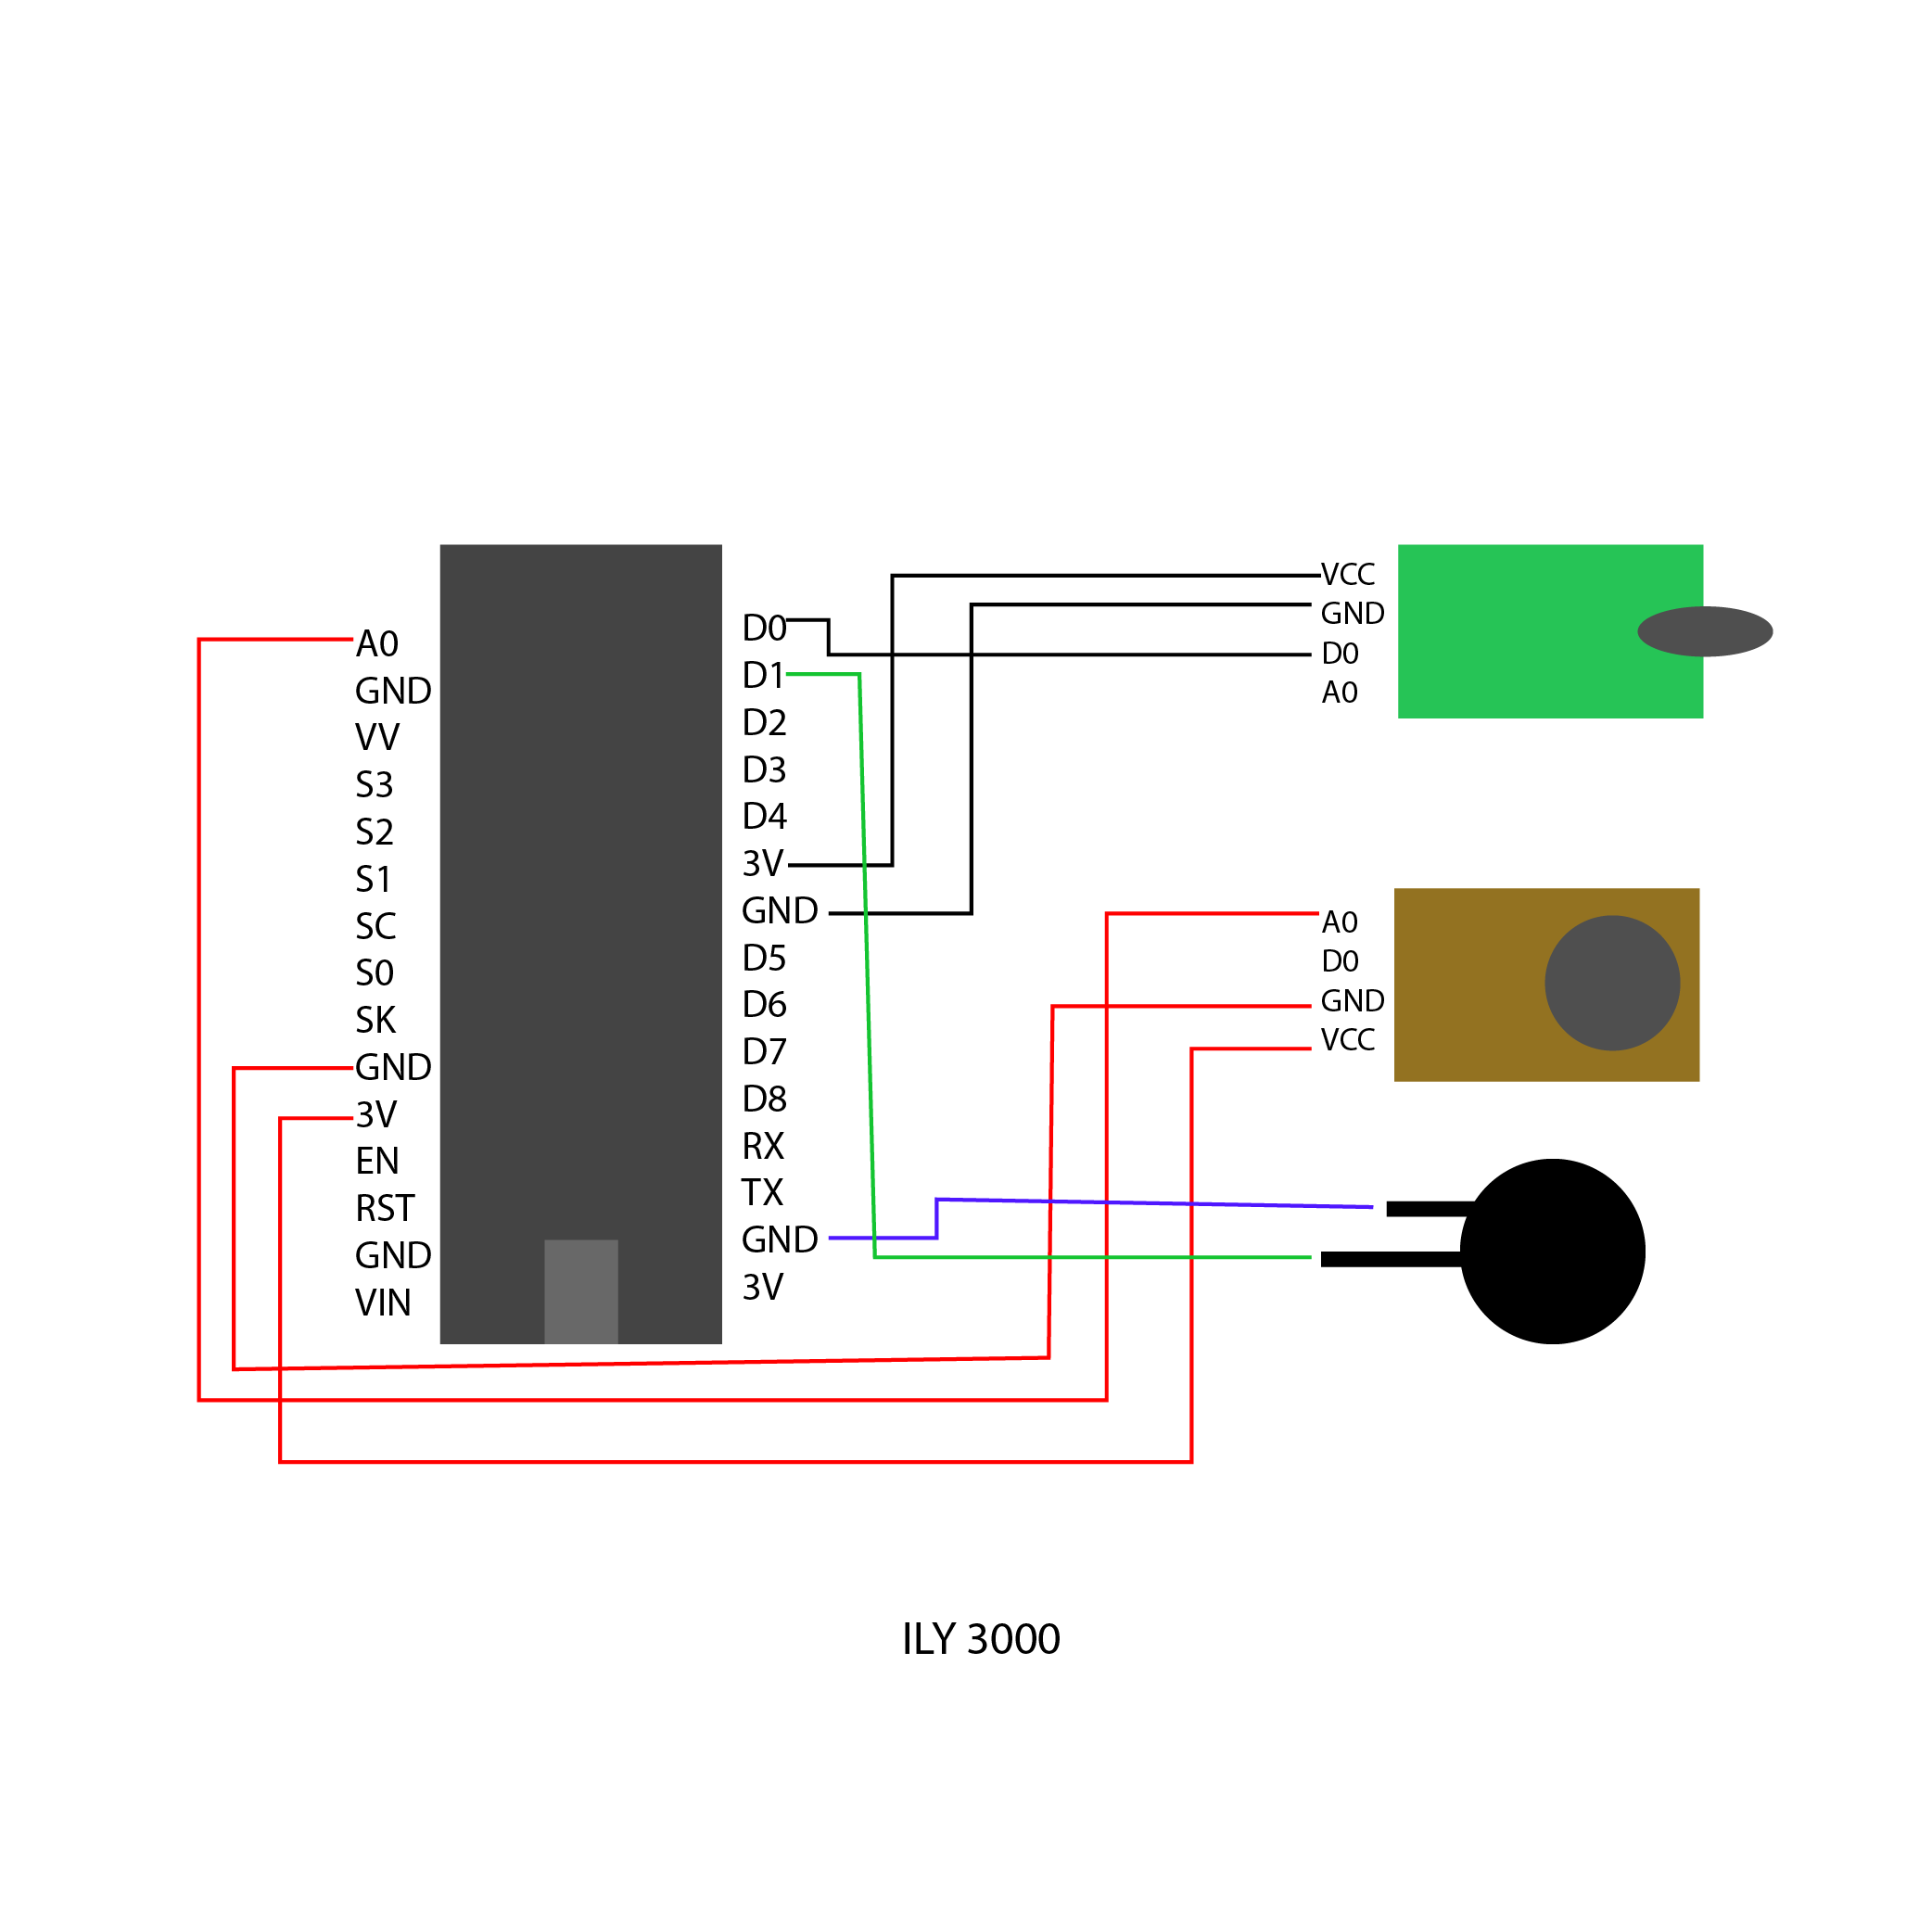 A0
GND
VV
S3
S2
S1
SC
S0
SK
GND
3V
EN
RST
GND
VIN
D0
D1
D2
D3
D4
3V
GND
D5
D6
D7
D8
RX
TX
GND
3V
VCC
GND
D0
A0
A0
D0
GND
VCC
ILY 3000